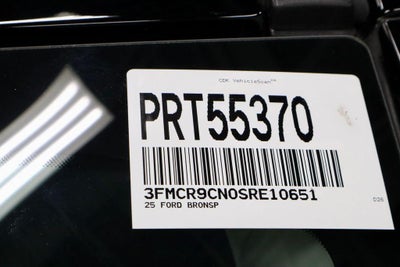 CDK VehicleScan™
PRT55370
3FMCR9CN0SRE10651
25 FORD BRONSP
D26